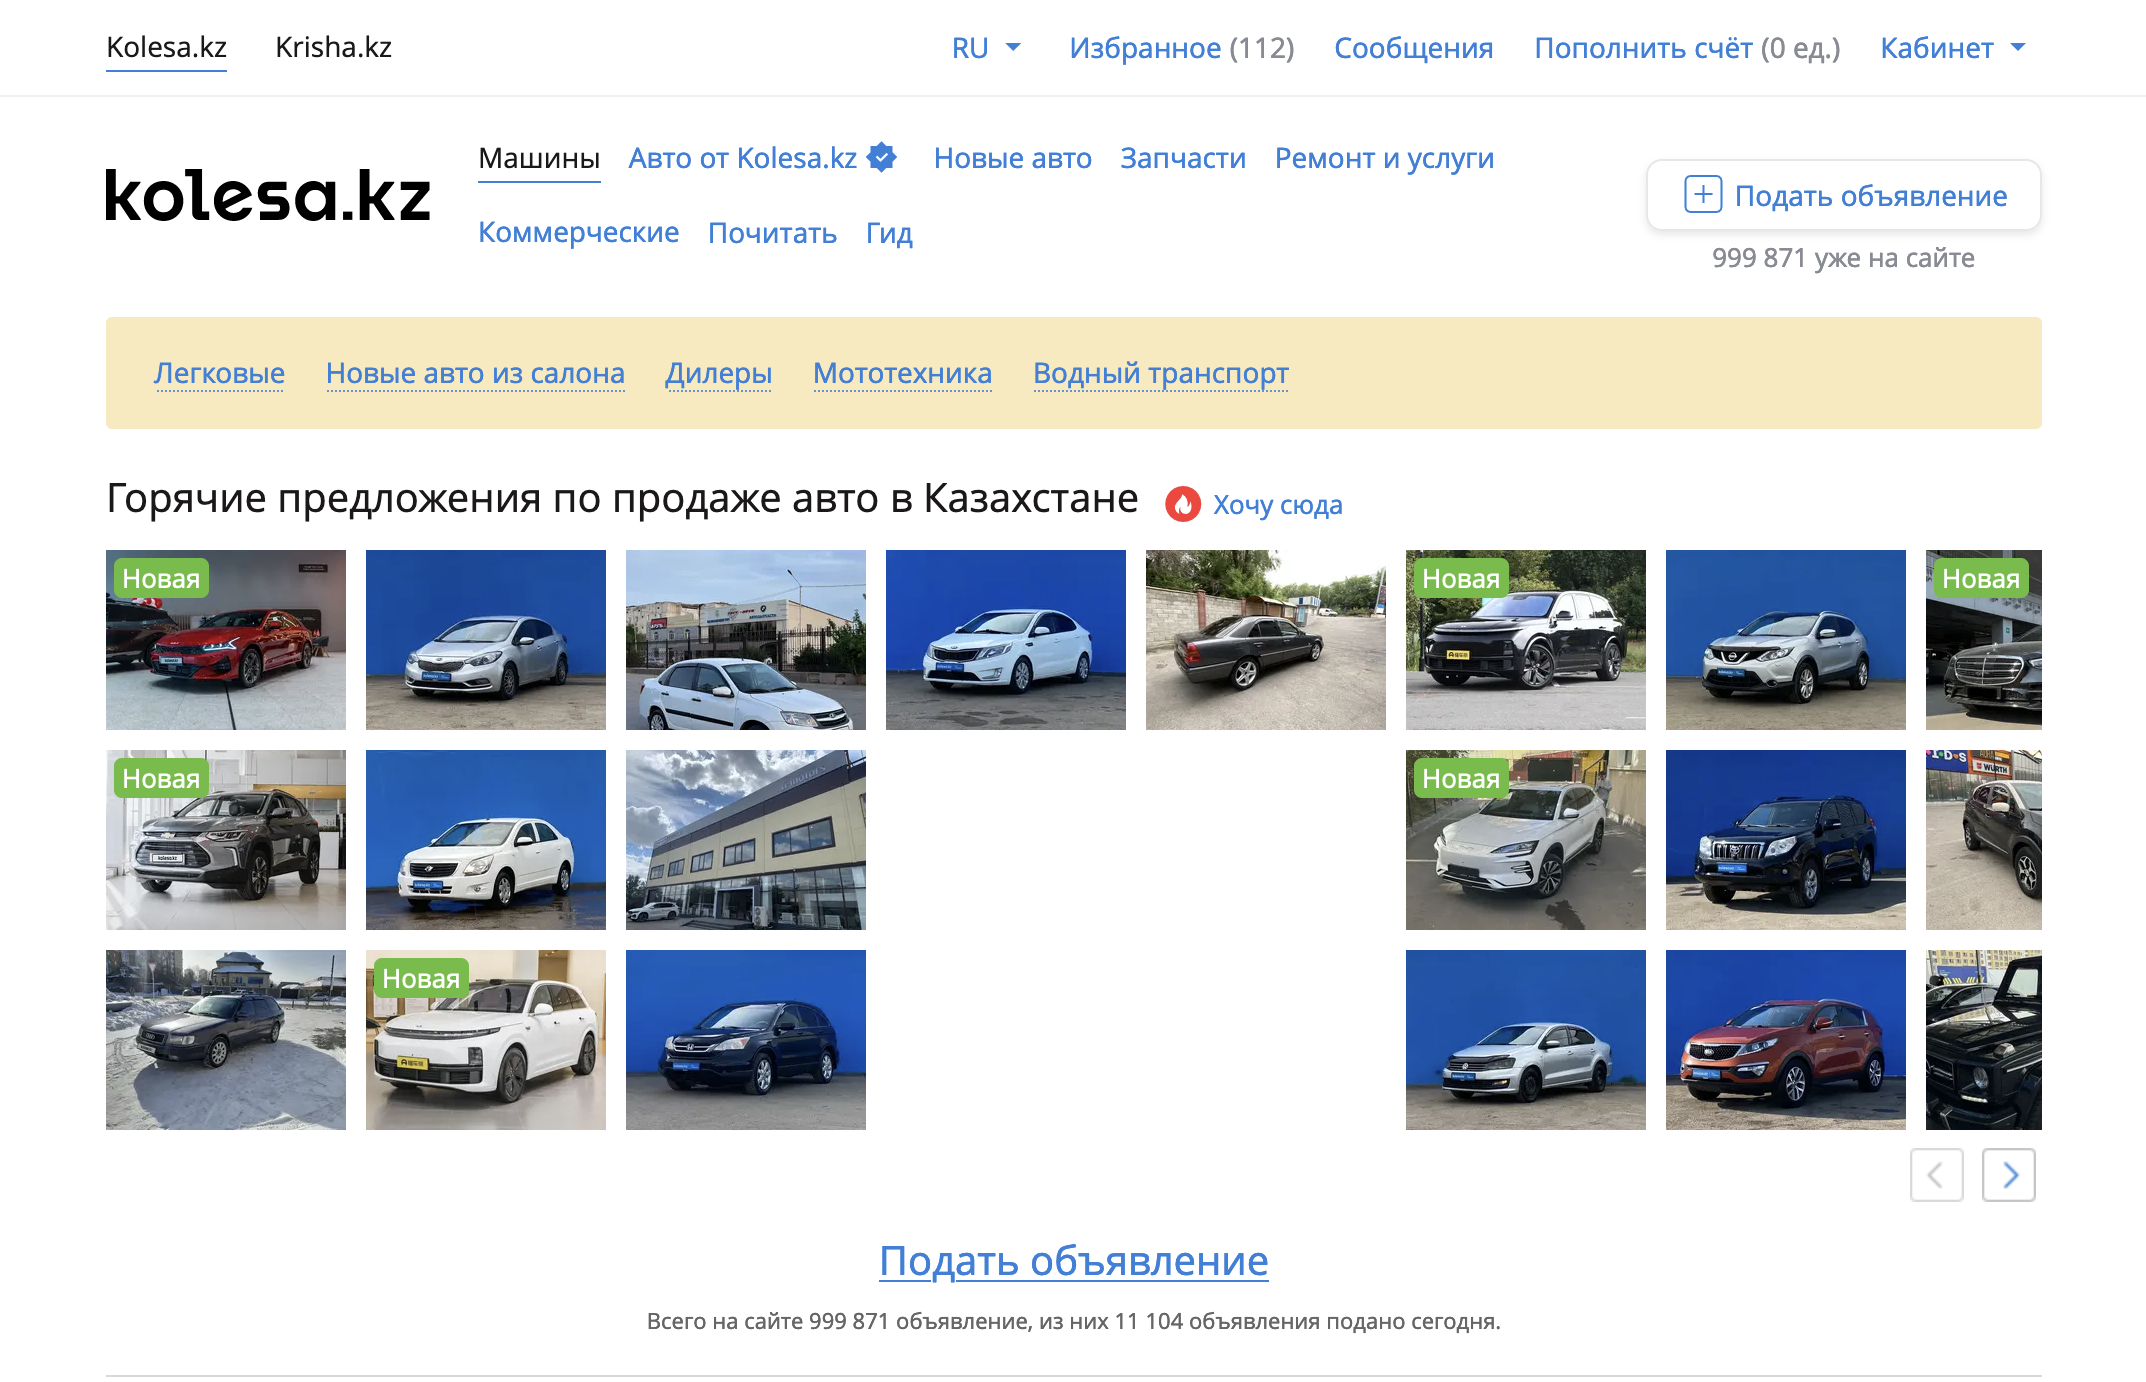 Kolesa.kz Krisha.kz RU Избранное (112) Сообщения Пополнить счёт (0 ед.) Кабинет
kolesa.kz
Машины Авто от Kolesa.kz Новые авто Запчасти Ремонт и услуги
Коммерческие Почитать Гид
Подать объявление
999 871 уже на сайте
Легковые Новые авто из салона Дилеры Мототехника Водный транспорт
Горячие предложения по продаже авто в Казахстане Хочу сюда
Новая
Новая
Новая
Новая
Новая
WÜRTH
kolesa.kz
Новая
Подать объявление
Всего на сайте 999 871 объявление, из них 11 104 объявления подано сегодня.